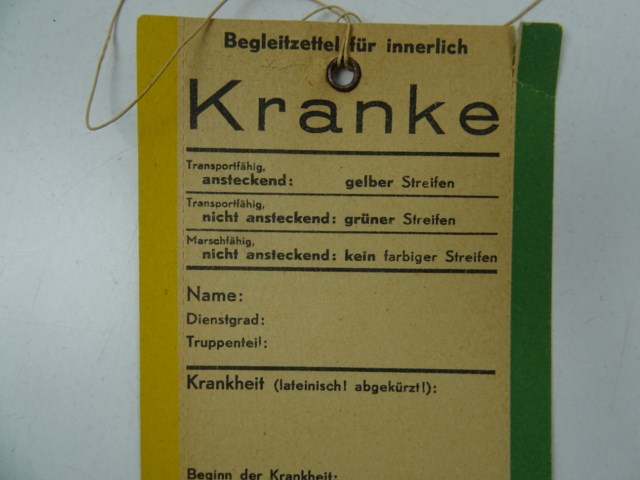 Begleitzettel für innerlich
Kranke
Transportfähig,
ansteckend: gelber Streifen
Transportfähig,
nicht ansteckend: grüner Streifen
Marschfähig,
nicht ansteckend: kein farbiger Streifen
Name:
Dienstgrad:
Truppenteil:
Krankheit (lateinisch! abgekürzt!):
Beginn der Krankheit: